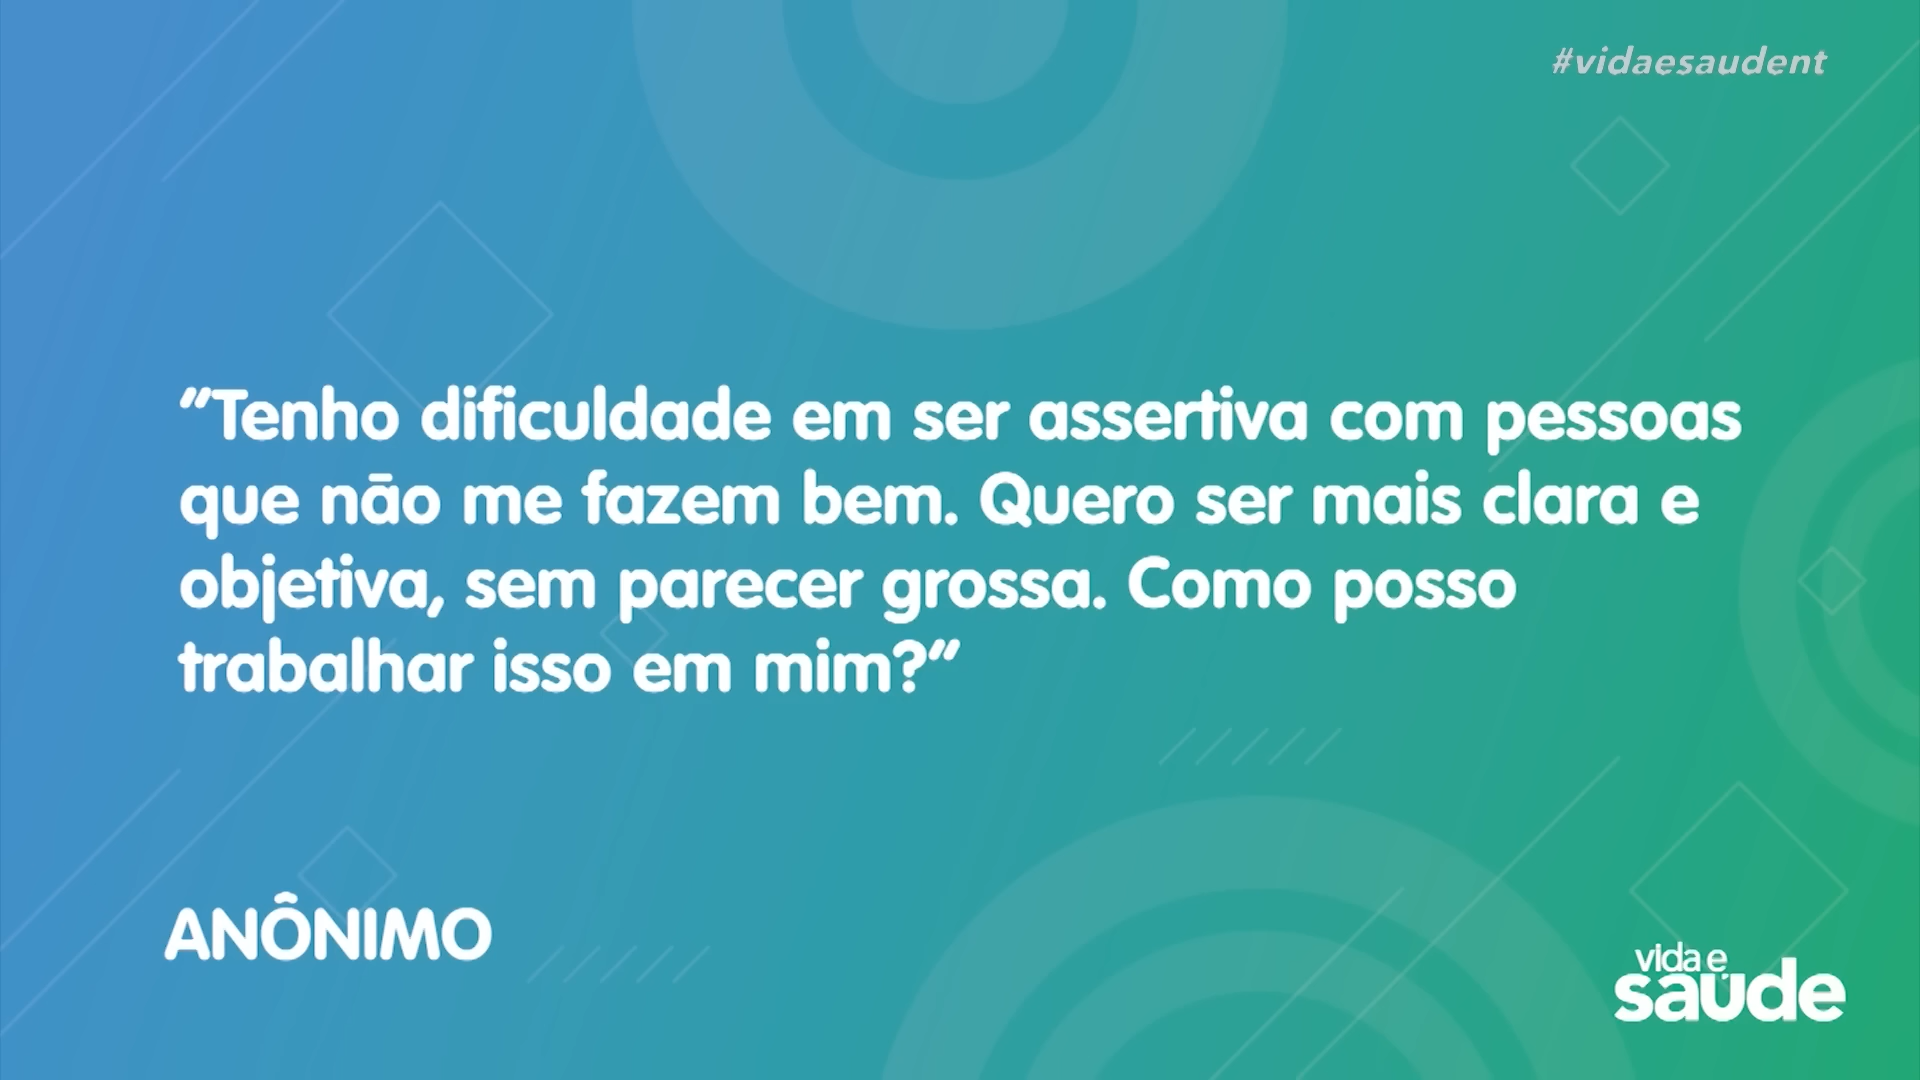 #vidaesaudent
"Tenho dificuldade em ser assertiva com pessoas
que não me fazem bem. Quero ser mais clara e
objetiva, sem parecer grossa. Como posso
trabalhar isso em mim?"
ANÔNIMO
vida e
saúde